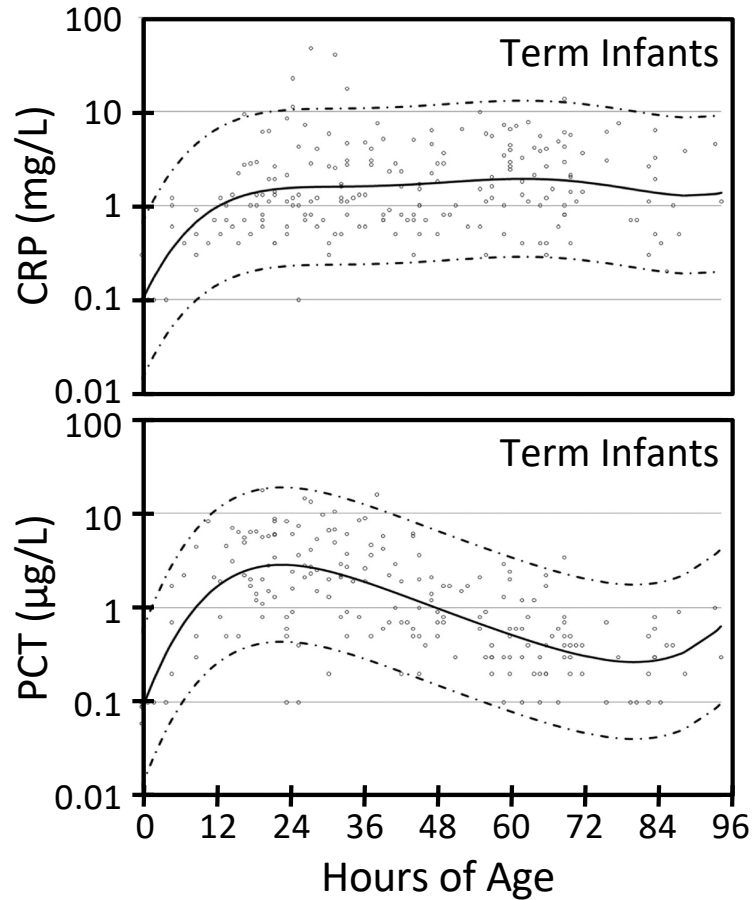 100
Term Infants
10
CRP (mg/L)
1
0.1
0.01
100
Term Infants
10
PCT (µg/L)
1
0.1
0.01
0 12 24 36 48 60 72 84 96
Hours of Age